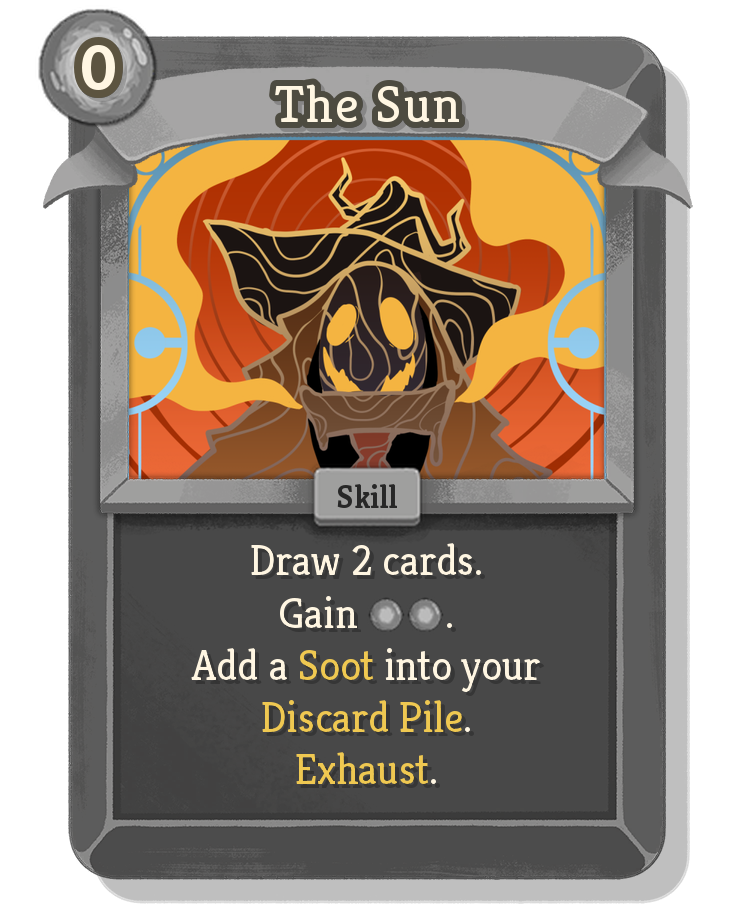 0
The Sun
Skill
Draw 2 cards.
Gain .
Add a Soot into your
Discard Pile.
Exhaust.